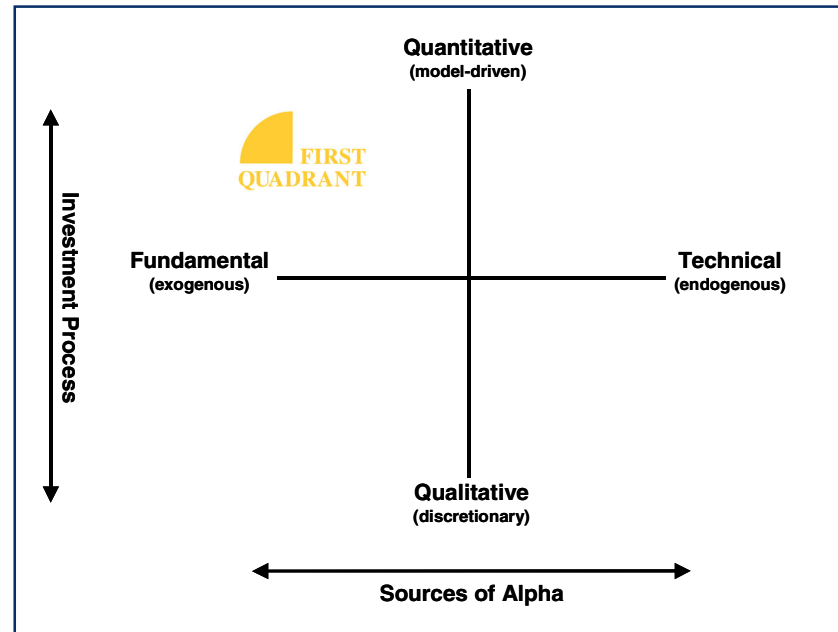 Quantitative
(model-driven)
FIRST
QUADRANT
Investment Process
Fundamental
(exogenous)
Technical
(endogenous)
Qualitative
(discretionary)
Sources of Alpha